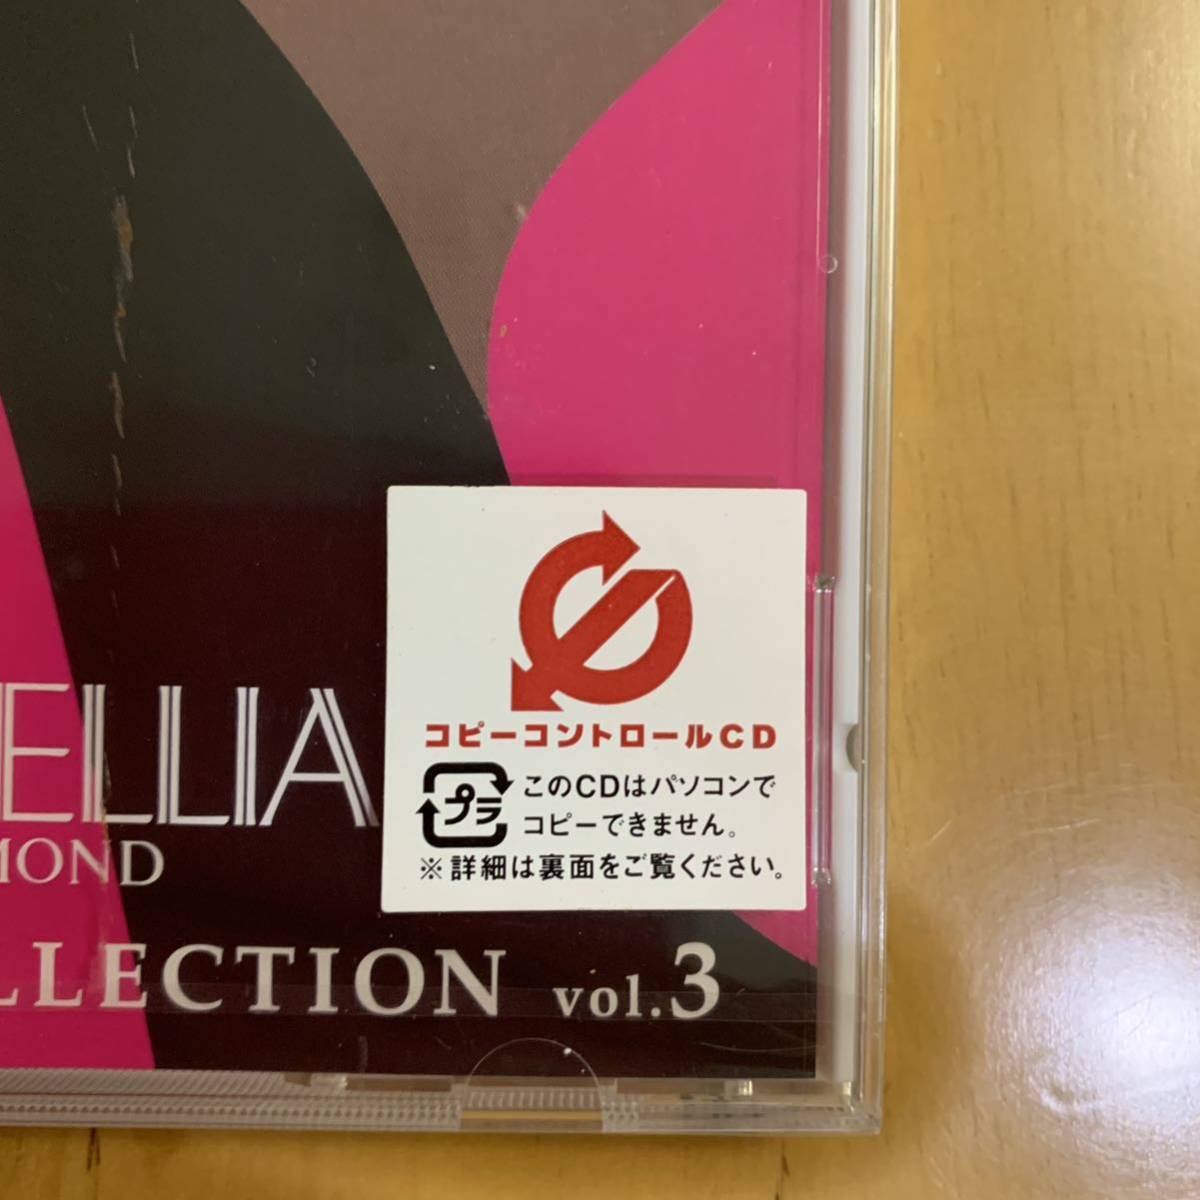 コピーコントロールCD
プラ
このCDはパソコンで
コピーできません。
※詳細は裏面をご覧ください。
ELLIA
MOND
LLECTION vol.3